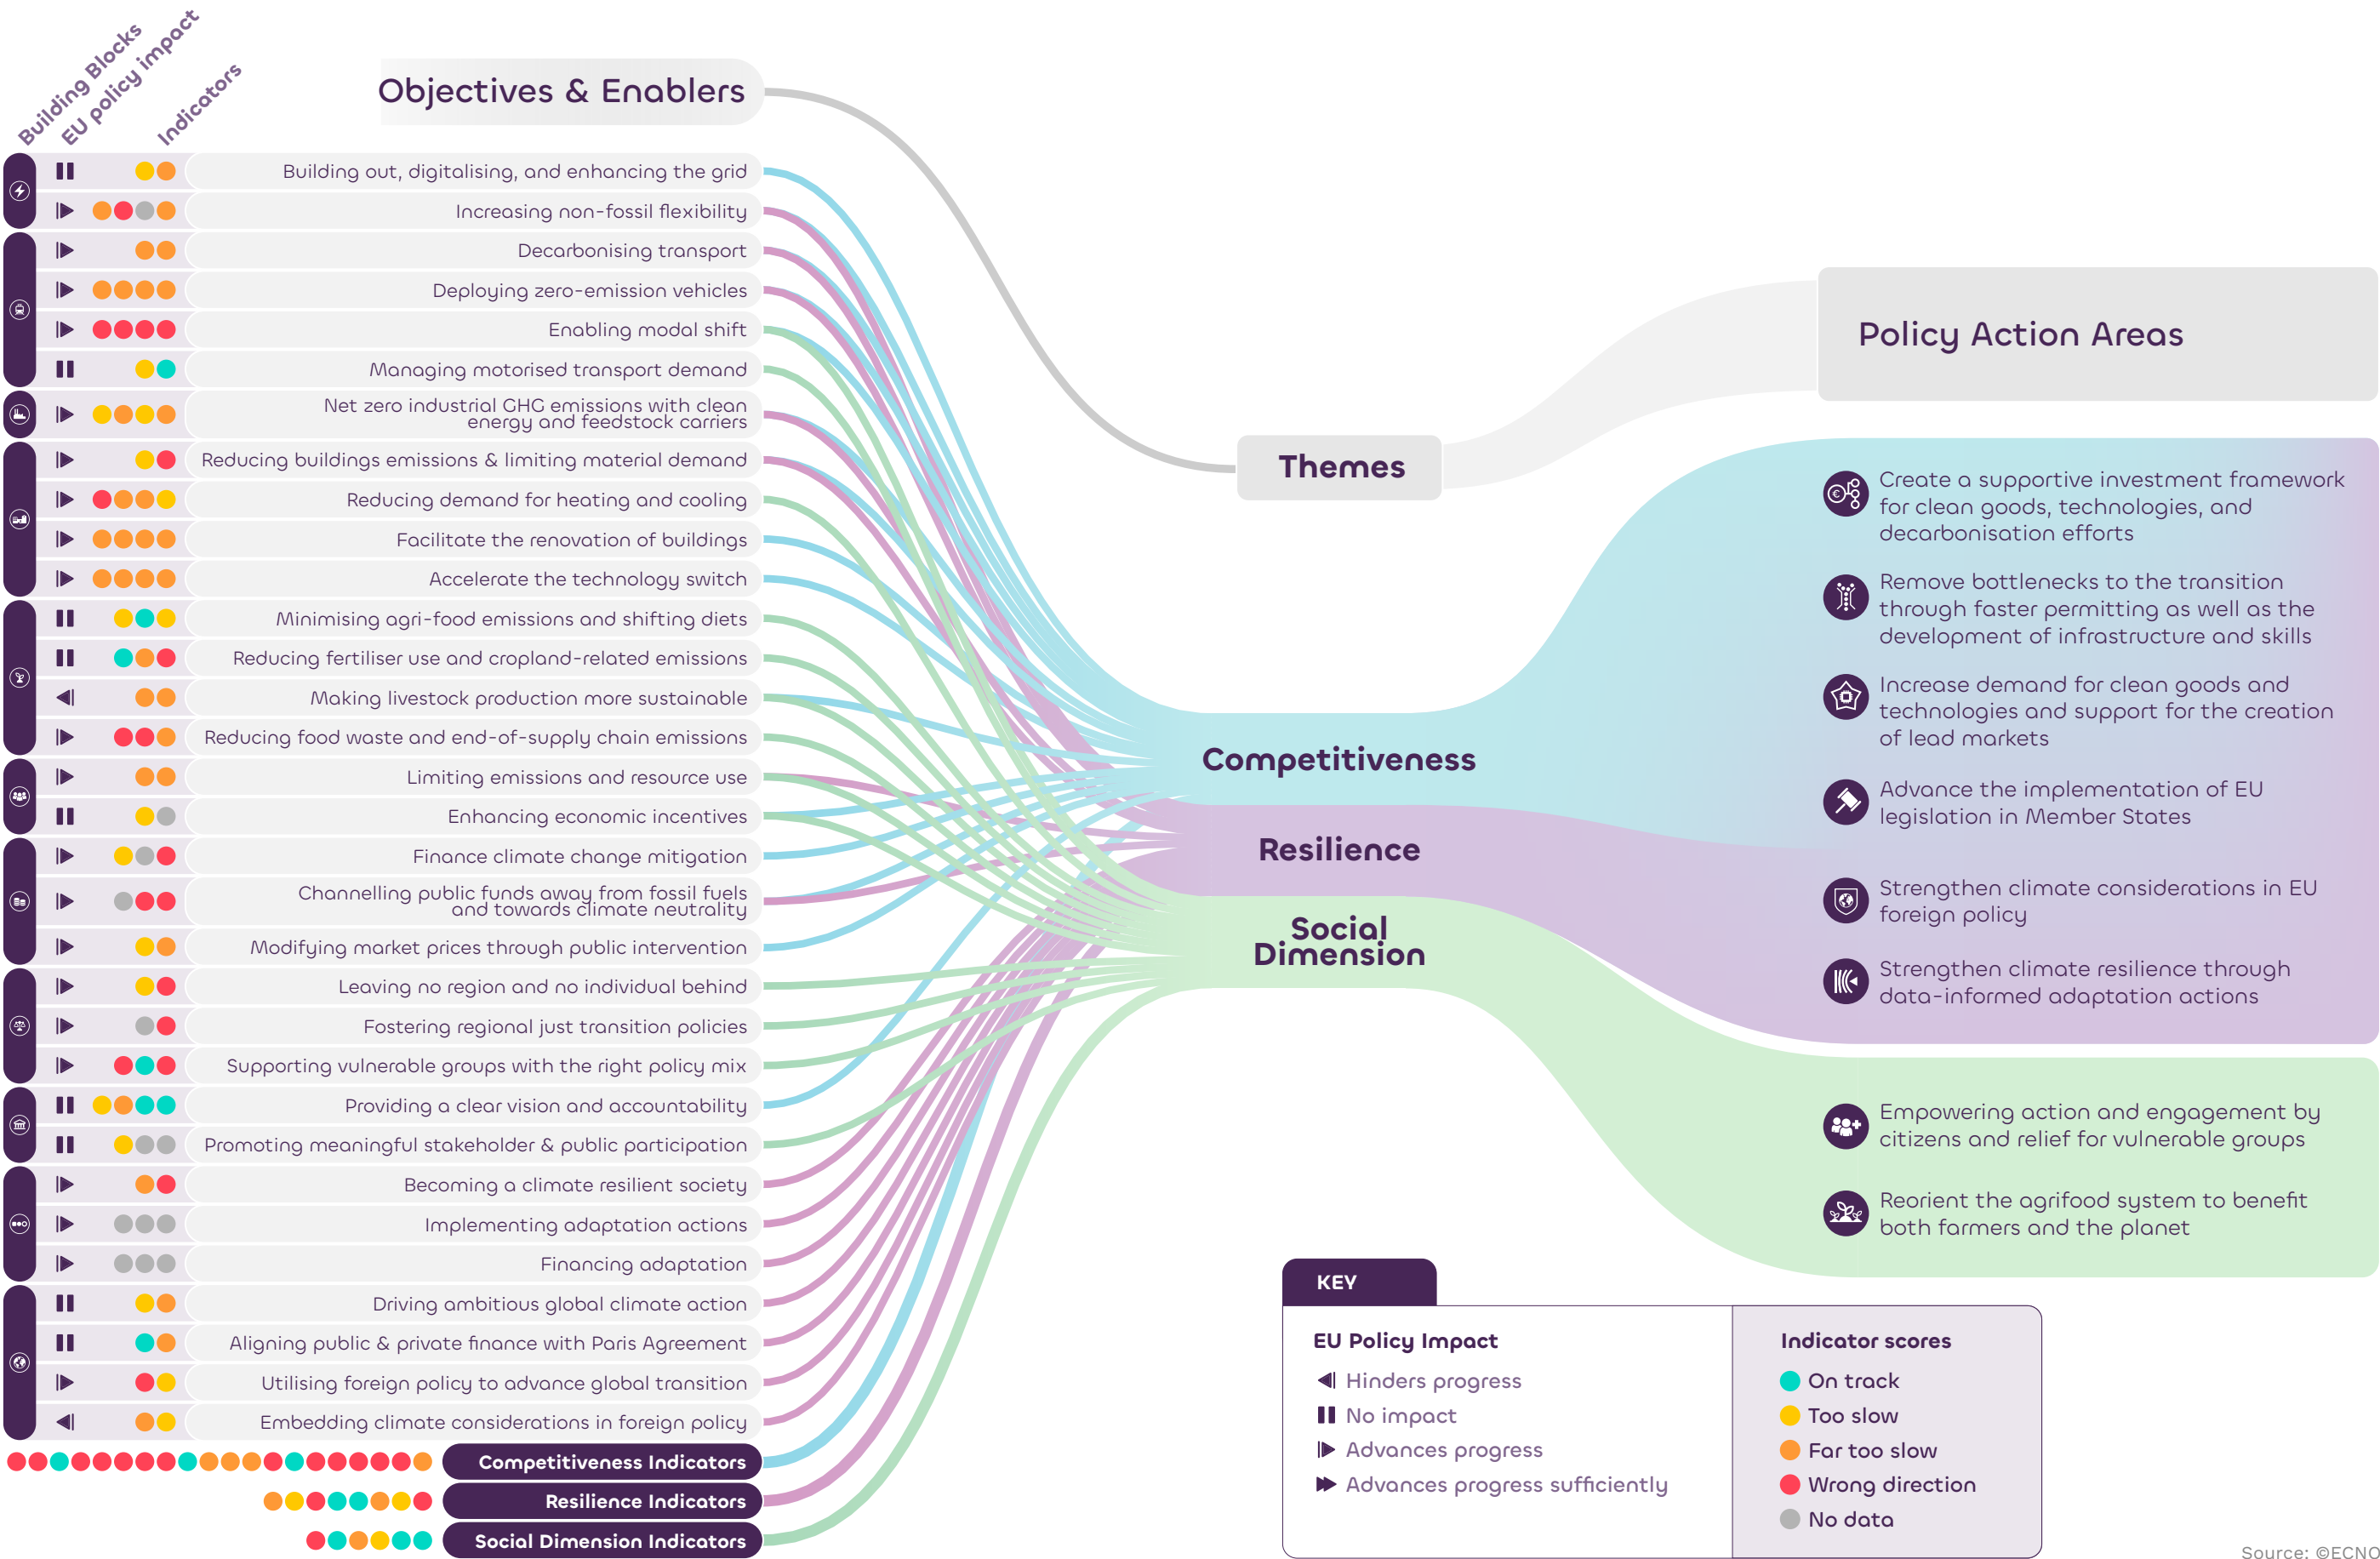 Building Blocks
EU policy impact
Indicators
Objectives & Enablers
Building out, digitalising, and enhancing the grid
Increasing non-fossil flexibility
Decarbonising transport
Deploying zero-emission vehicles
Enabling modal shift
Managing motorised transport demand
Net zero industrial GHG emissions with clean
energy and feedstock carriers
Reducing buildings emissions & limiting material demand
Reducing demand for heating and cooling
Facilitate the renovation of buildings
Accelerate the technology switch
Minimising agri-food emissions and shifting diets
Reducing fertiliser use and cropland-related emissions
Making livestock production more sustainable
Reducing food waste and end-of-supply chain emissions
Limiting emissions and resource use
Enhancing economic incentives
Finance climate change mitigation
Channelling public funds away from fossil fuels
and towards climate neutrality
Modifying market prices through public intervention
Leaving no region and no individual behind
Fostering regional just transition policies
Supporting vulnerable groups with the right policy mix
Providing a clear vision and accountability
Promoting meaningful stakeholder & public participation
Becoming a climate resilient society
Implementing adaptation actions
Financing adaptation
Driving ambitious global climate action
Aligning public & private finance with Paris Agreement
Utilising foreign policy to advance global transition
Embedding climate considerations in foreign policy
Competitiveness Indicators
Resilience Indicators
Social Dimension Indicators
Themes
Competitiveness
Resilience
Social
Dimension
Policy Action Areas
Create a supportive investment framework
for clean goods, technologies, and
decarbonisation efforts
Remove bottlenecks to the transition
through faster permitting as well as the
development of infrastructure and skills
Increase demand for clean goods and
technologies and support for the creation
of lead markets
Advance the implementation of EU
legislation in Member States
Strengthen climate considerations in EU
foreign policy
Strengthen climate resilience through
data-informed adaptation actions
Empowering action and engagement by
citizens and relief for vulnerable groups
Reorient the agrifood system to benefit
both farmers and the planet
KEY
EU Policy Impact
Hinders progress
No impact
Advances progress
Advances progress sufficiently
Indicator scores
On track
Too slow
Far too slow
Wrong direction
No data
Source: ©ECNO